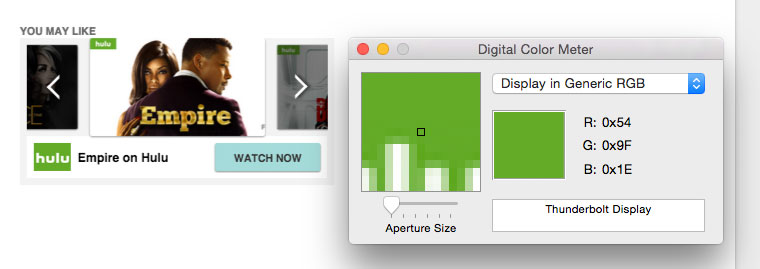 YOU MAY LIKE
hulu
hulu
Empire
hulu
Empire on Hulu
WATCH NOW
Digital Color Meter
Display in Generic RGB
R: 0x54
G: 0x9F
B: 0x1E
Thunderbolt Display
Aperture Size